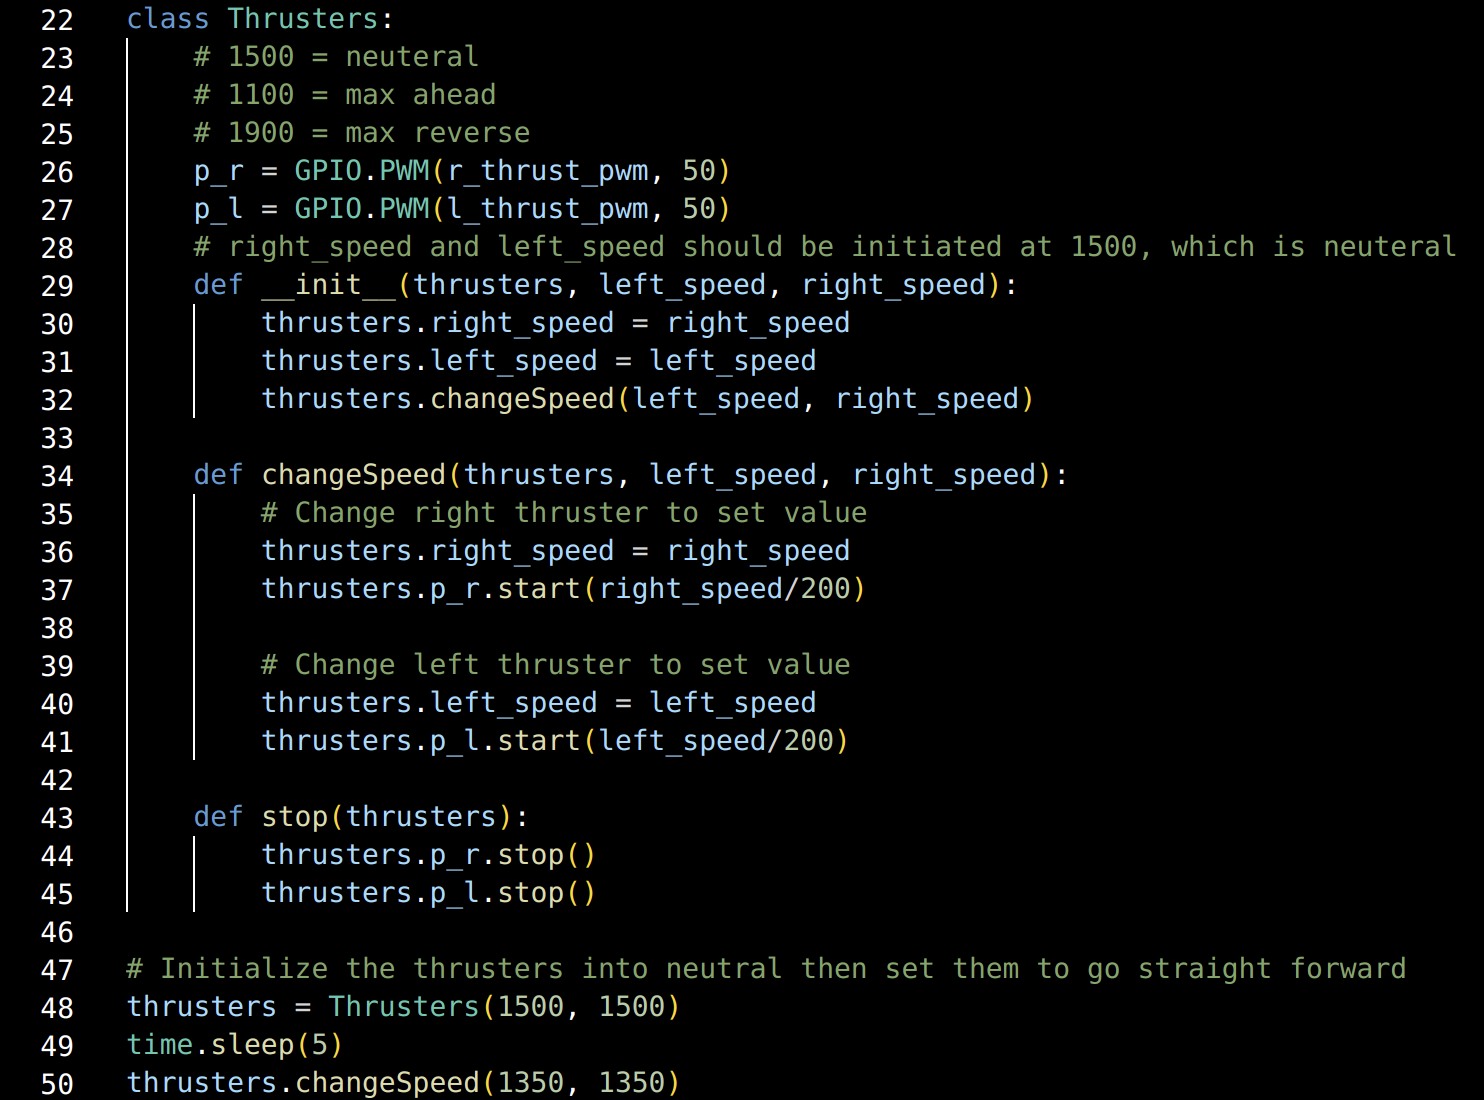 22 class Thrusters:
23     # 1500 = neuteral
24     # 1100 = max ahead
25     # 1900 = max reverse
26     p_r = GPIO.PWM(r_thrust_pwm, 50)
27     p_l = GPIO.PWM(l_thrust_pwm, 50)
28     # right_speed and left_speed should be initiated at 1500, which is neuteral
29     def __init__(thrusters, left_speed, right_speed):
30         thrusters.right_speed = right_speed
31         thrusters.left_speed = left_speed
32         thrusters.changeSpeed(left_speed, right_speed)
33
34     def changeSpeed(thrusters, left_speed, right_speed):
35         # Change right thruster to set value
36         thrusters.right_speed = right_speed
37         thrusters.p_r.start(right_speed/200)
38
39         # Change left thruster to set value
40         thrusters.left_speed = left_speed
41         thrusters.p_l.start(left_speed/200)
42
43     def stop(thrusters):
44         thrusters.p_r.stop()
45         thrusters.p_l.stop()
46
47 # Initialize the thrusters into neutral then set them to go straight forward
48 thrusters = Thrusters(1500, 1500)
49 time.sleep(5)
50 thrusters.changeSpeed(1350, 1350)